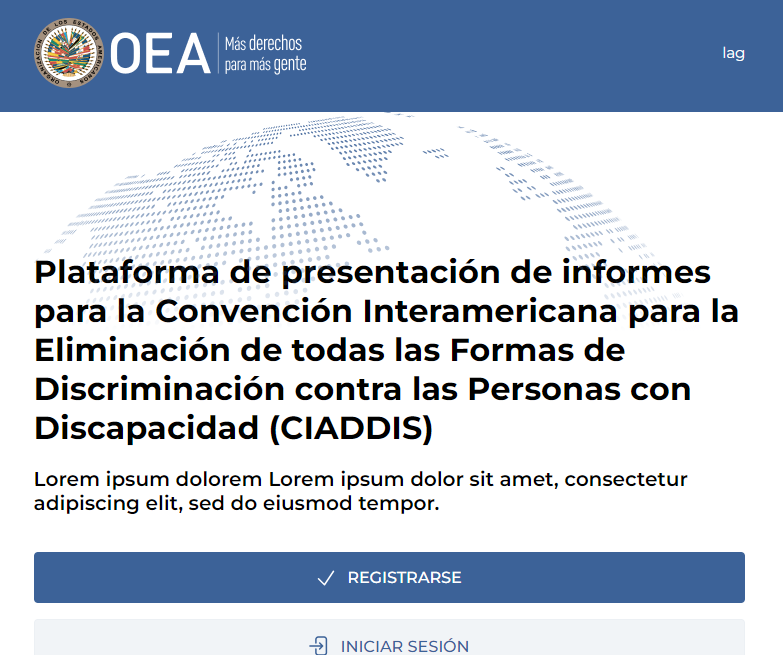 ORGANIZACION DE LOS ESTADOS AMERICANOS
OEA
Más derechos
para más gente
lag
Plataforma de presentación de informes
para la Convención Interamericana para la
Eliminación de todas las Formas de
Discriminación contra las Personas con
Discapacidad (CIADDIS)
Lorem ipsum dolorem Lorem ipsum dolor sit amet, consectetur
adipiscing elit, sed do eiusmod tempor.
REGISTRARSE
INICIAR SESIÓN